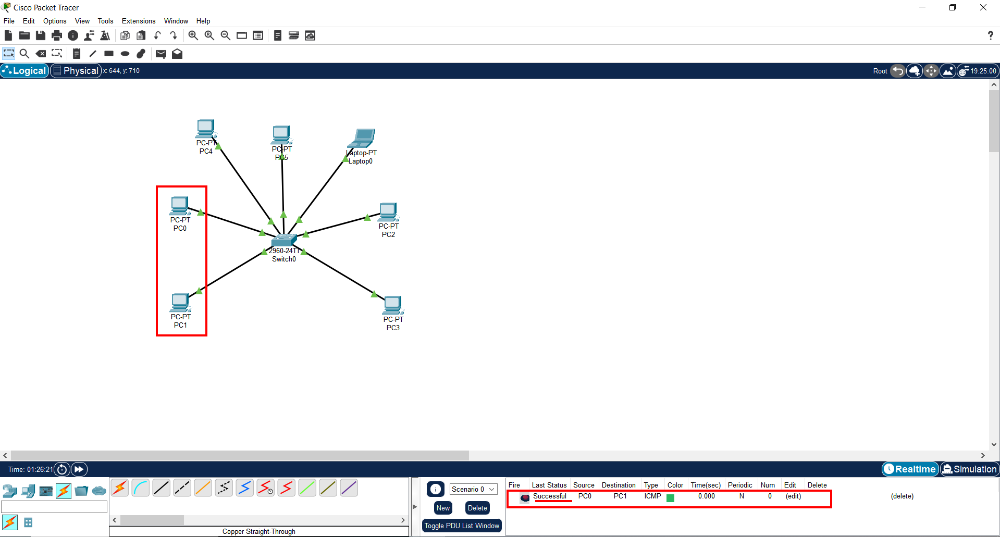 Cisco Packet Tracer
File Edit Options View Tools Extensions Window Help
?
Logical Physical x: 644, y: 710 Root 19:25:00
PC-PT
PC4
PC-PT
PC5
Laptop-PT
Laptop0
PC-PT
PC0
PC-PT
PC2
2960-24TT
Switch0
PC-PT
PC1
PC-PT
PC3
Time: 01:26:21 Realtime Simulation
Scenario 0
New Delete
Toggle PDU List Window
Copper Straight-Through
Fire Last Status Source Destination Type Color Time(sec) Periodic Num Edit Delete
Successful PC0 PC1 ICMP 0.000 N 0 (edit) (delete)